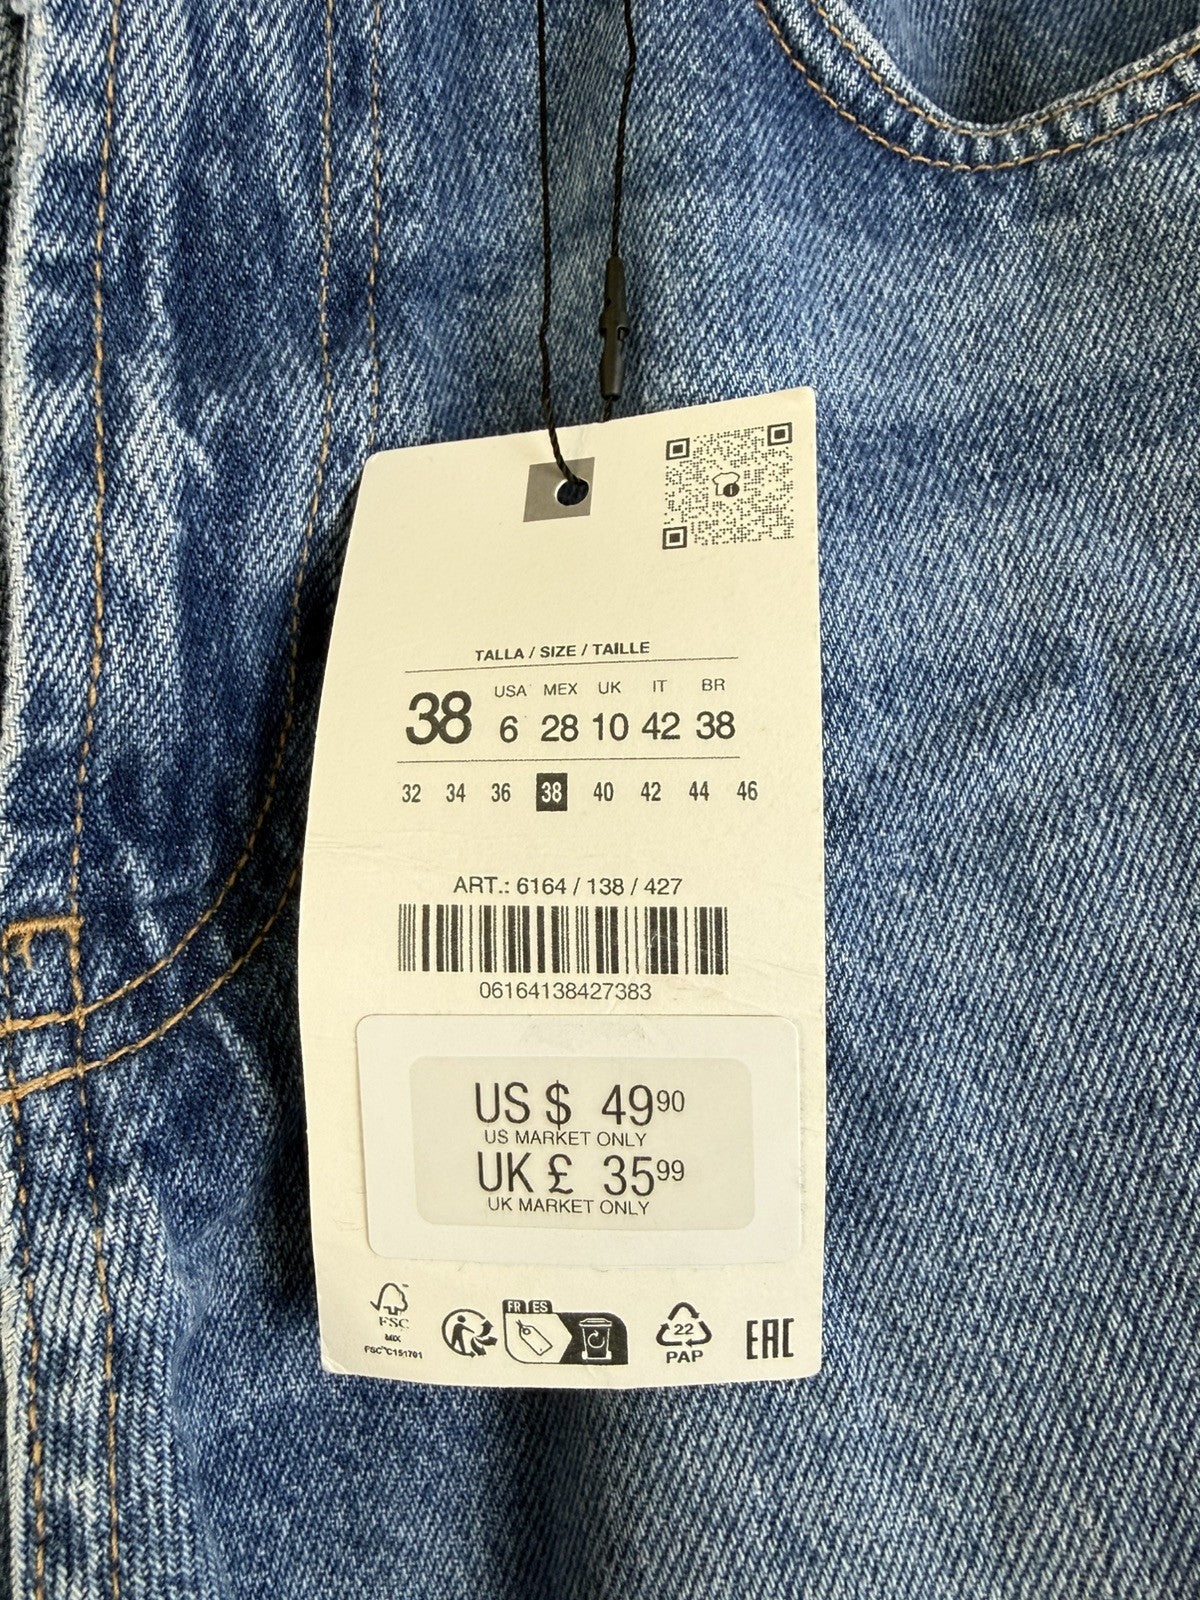 TALLA / SIZE / TAILLE
USA MEX UK IT BR
38 6 28 10 42 38
32 34 36 38 40 42 44 46
ART.: 6164 / 138 / 427
06164138427383
US $ 49 90
US MARKET ONLY
UK £ 35 99
UK MARKET ONLY
FR ES
22
FSC
MIX
PAP
EAC
FSC™C151701